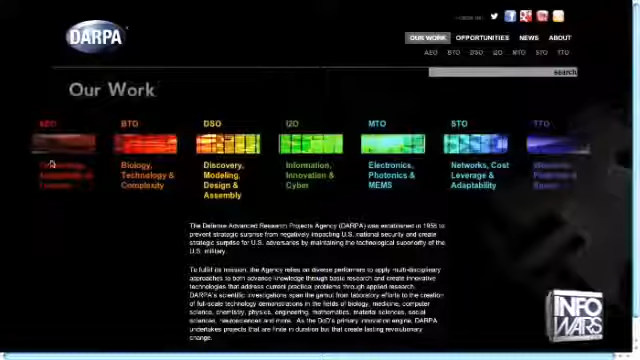 DARPA
OUR WORK OPPORTUNITIES NEWS ABOUT
AEO BTO DSO I2O MTO STO TTO
search
Our Work
AEO BTO DSO I2O MTO STO TTO
Biology, Technology & Complexity
Discovery, Modeling, Design & Assembly
Information, Innovation & Cyber
Electronics, Photonics & MEMS
Networks, Cost Leverage & Adaptability
The Defense Advanced Research Projects Agency (DARPA) was established in 1958 to
prevent strategic surprise from negatively impacting U.S. national security and create
strategic surprise for U.S. adversaries by maintaining the technological superiority of the
U.S. military.
To fulfill its mission, the Agency relies on diverse performers to apply multi-disciplinary
approaches to both advance knowledge through basic research and create innovative
technologies that address current practical problems through applied research.
DARPA's scientific investigations span the gamut from laboratory efforts to the creation
of full-scale technology demonstrations in the fields of biology, medicine, computer
science, chemistry, physics, engineering, mathematics, material sciences, social
sciences, neurosciences and more. As the DoD's primary innovation engine, DARPA
undertakes projects that are finite in duration but that create lasting revolutionary
change.
INFO
WARS